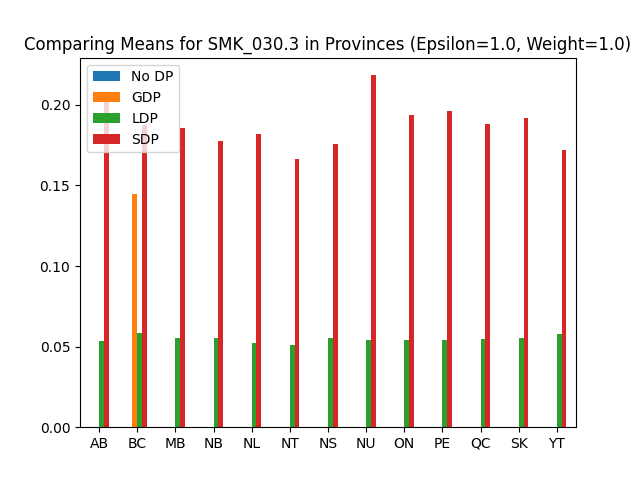 Comparing Means for SMK_030.3 in Provinces (Epsilon=1.0, Weight=1.0)
No DP
GDP
LDP
SDP
0.20
0.15
0.10
0.05
0.00
AB BC MB NB NL NT NS NU ON PE QC SK YT